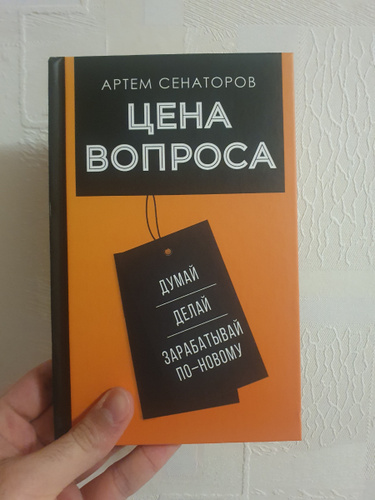 АРТЕМ СЕНАТОРОВ
ЦЕНА
ВОПРОСА
ДУМАЙ
ДЕЛАЙ
ЗАРАБАТЫВАЙ
ПО-НОВОМУ